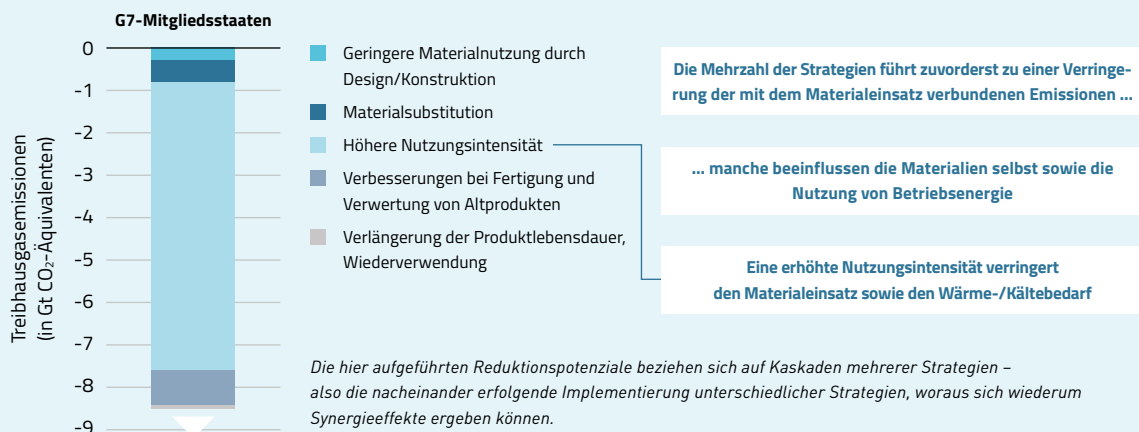 G7-Mitgliedsstaaten
Treibhausgasemissionen
(in Gt CO₂-Äquivalenten)
0
-1
-2
-3
-4
-5
-6
-7
-8
-9
Geringere Materialnutzung durch
Design/Konstruktion
Materialsubstitution
Höhere Nutzungsintensität
Verbesserungen bei Fertigung und
Verwertung von Altprodukten
Verlängerung der Produktlebensdauer,
Wiederverwendung
Die Mehrzahl der Strategien führt zuvorderst zu einer Verringe-
rung der mit dem Materialeinsatz verbundenen Emissionen ...
... manche beeinflussen die Materialien selbst sowie die
Nutzung von Betriebsenergie
Eine erhöhte Nutzungsintensität verringert
den Materialeinsatz sowie den Wärme-/Kältebedarf
Die hier aufgeführten Reduktionspotenziale beziehen sich auf Kaskaden mehrerer Strategien –
also die nacheinander erfolgende Implementierung unterschiedlicher Strategien, woraus sich wiederum
Synergieeffekte ergeben können.